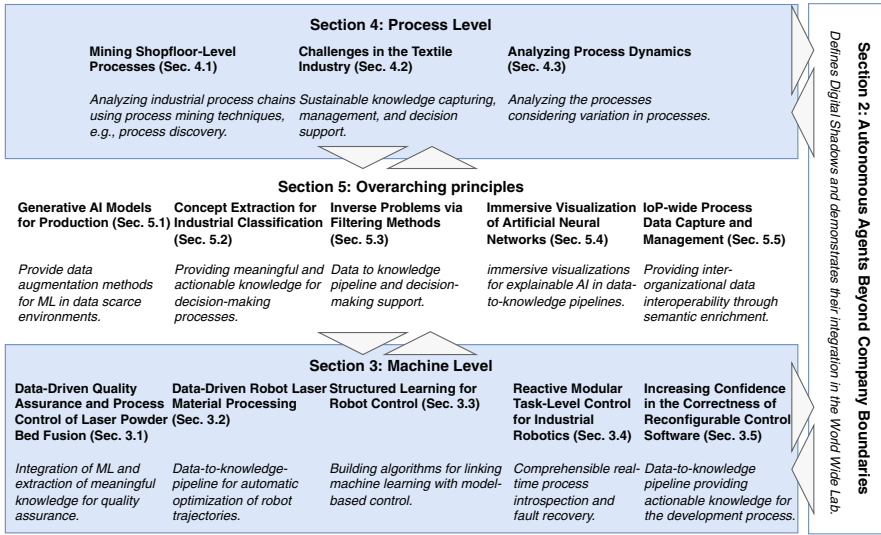 Section 4: Process Level
Mining Shopfloor-Level
Processes (Sec. 4.1)
Analyzing industrial process chains
using process mining techniques,
e.g., process discovery.
Challenges in the Textile
Industry (Sec. 4.2)
Sustainable knowledge capturing,
management, and decision
support.
Analyzing Process Dynamics
(Sec. 4.3)
Analyzing the processes
considering variation in processes.
Section 5: Overarching principles
Generative AI Models
for Production (Sec. 5.1)
Provide data
augmentation methods
for ML in data scarce
environments.
Concept Extraction for
Industrial Classification
(Sec. 5.2)
Providing meaningful and
actionable knowledge for
decision-making
processes.
Inverse Problems via
Filtering Methods
(Sec. 5.3)
Data to knowledge
pipeline and decision-
making support.
Immersive Visualization
of Artificial Neural
Networks (Sec. 5.4)
immersive visualizations
for explainable AI in data-
to-knowledge pipelines.
IoP-wide Process
Data Capture and
Management (Sec. 5.5)
Providing inter-
organizational data
interoperability through
semantic enrichment.
Section 3: Machine Level
Data-Driven Quality
Assurance and Process
Control of Laser Powder
Bed Fusion (Sec. 3.1)
Integration of ML and
extraction of meaningful
knowledge for quality
assurance.
Data-Driven Robot Laser
Material Processing
(Sec. 3.2)
Data-to-knowledge-
pipeline for automatic
optimization of robot
trajectories.
Structured Learning for
Robot Control (Sec. 3.3)
Building algorithms for linking
machine learning with model-
based control.
Reactive Modular
Task-Level Control
for Industrial
Robotics (Sec. 3.4)
Comprehensible real-
time process
introspection and
fault recovery.
Increasing Confidence
in the Correctness of
Reconfigurable Control
Software (Sec. 3.5)
Data-to-knowledge
pipeline providing
actionable knowledge for
the development process.
Section 2: Autonomous Agents Beyond Company Boundaries
Defines Digital Shadows and demonstrates their integration in the World Wide Lab.